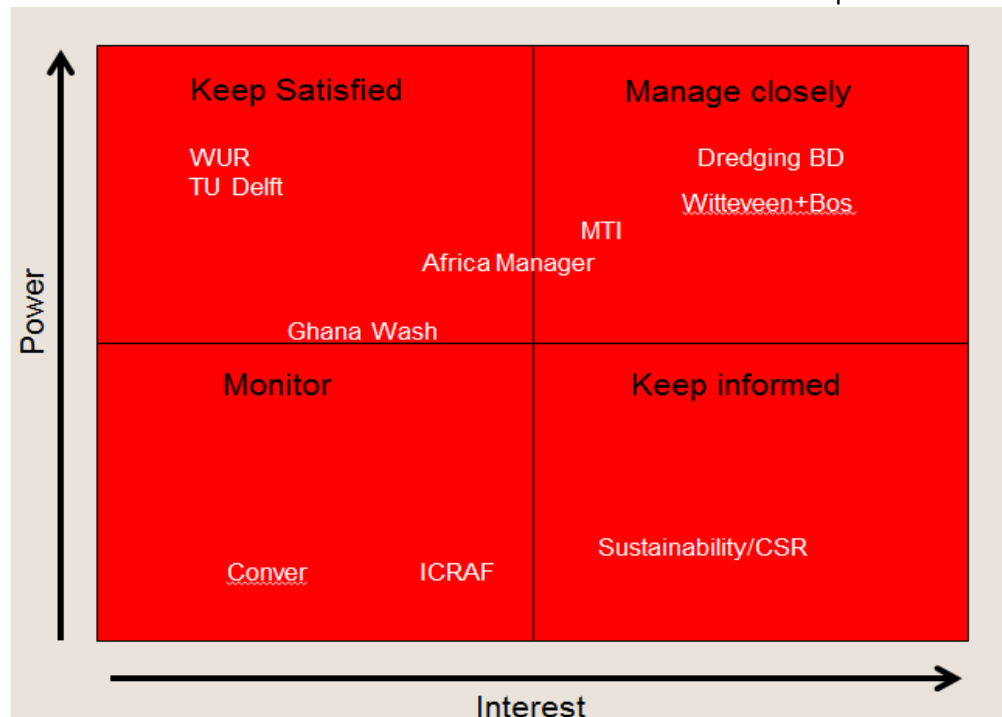 Keep Satisfied
Manage closely
WUR
TU Delft
Dredging BD
Witteveen+Bos
MTI
Africa Manager
Ghana Wash
Monitor
Keep informed
Sustainability/CSR
Conver
ICRAF
Power
Interest